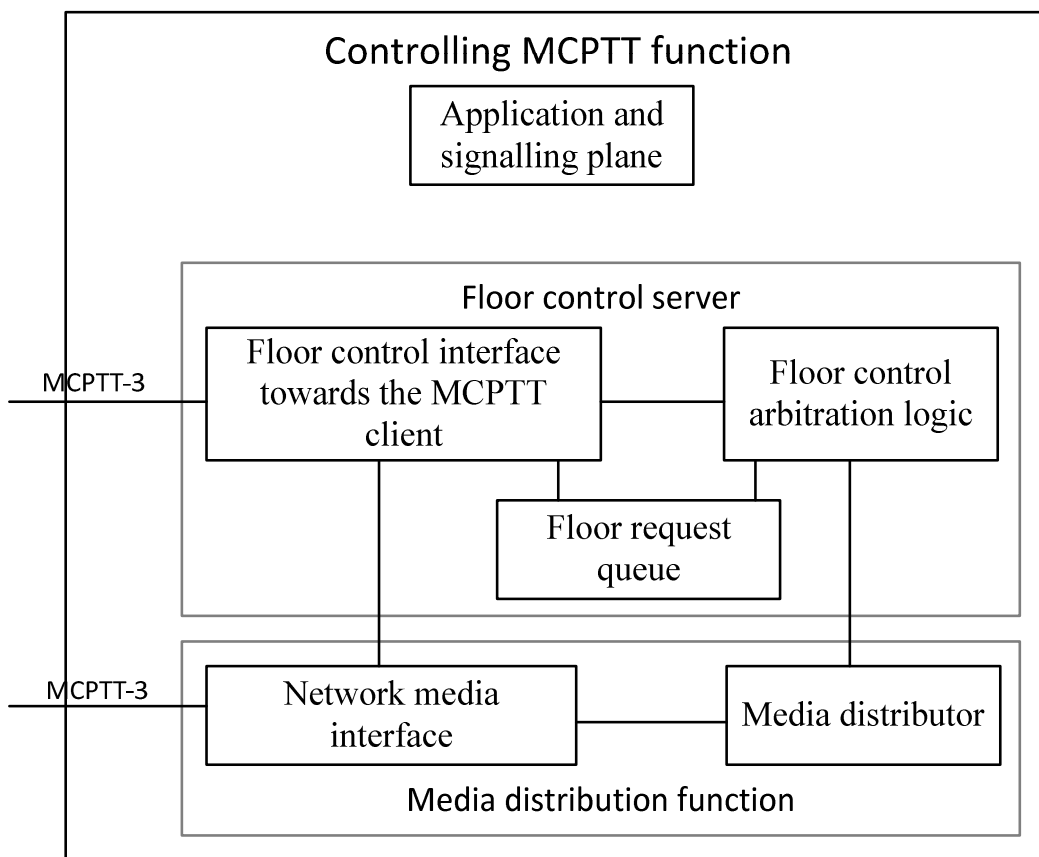 Controlling MCPTT function
Application and
signalling plane
Floor control server
Floor control interface
towards the MCPTT
client
Floor control
arbitration logic
MCPTT-3
Floor request
queue
MCPTT-3
Network media
interface
Media distributor
Media distribution function